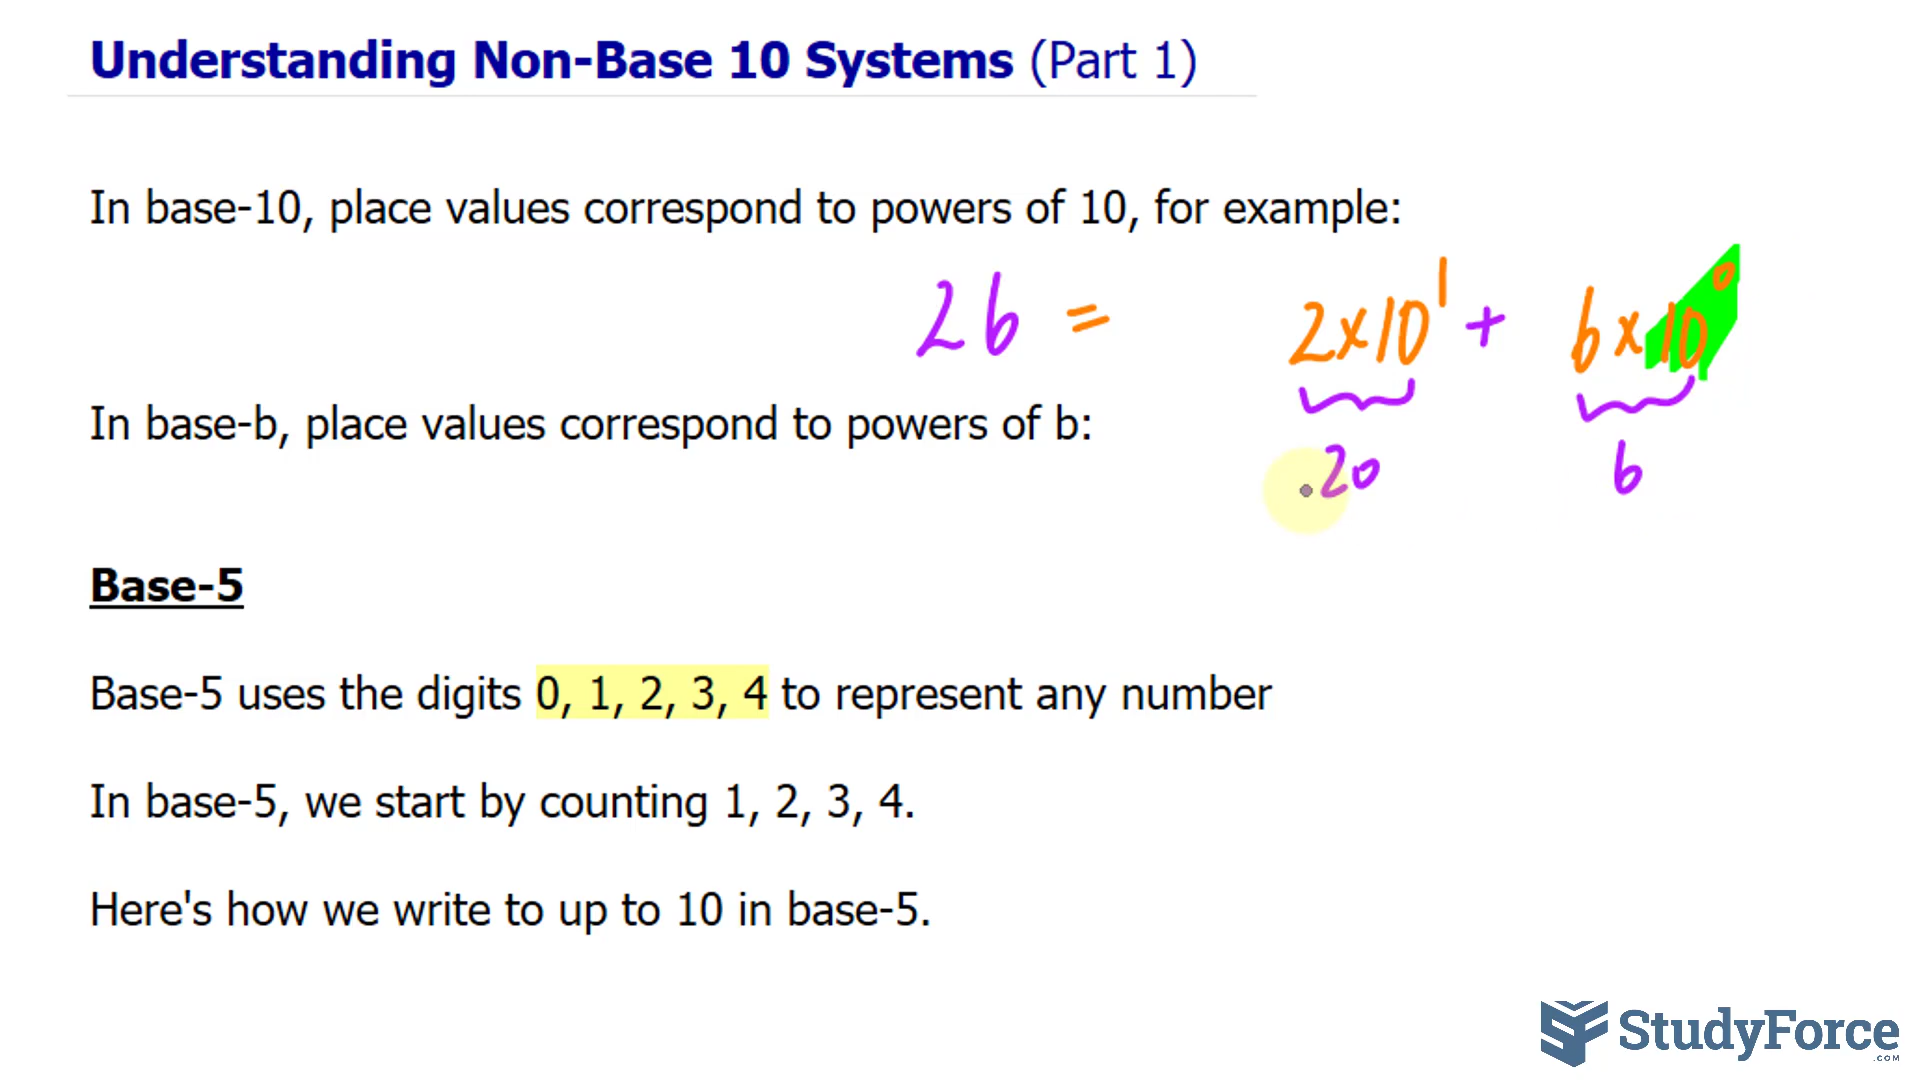 Understanding Non-Base 10 Systems (Part 1)
In base-10, place values correspond to powers of 10, for example:
26 = 2x10¹ + 6x10⁰
In base-b, place values correspond to powers of b:
20 6
Base-5
Base-5 uses the digits 0, 1, 2, 3, 4 to represent any number
In base-5, we start by counting 1, 2, 3, 4.
Here's how we write to up to 10 in base-5.
StudyForce
.COM